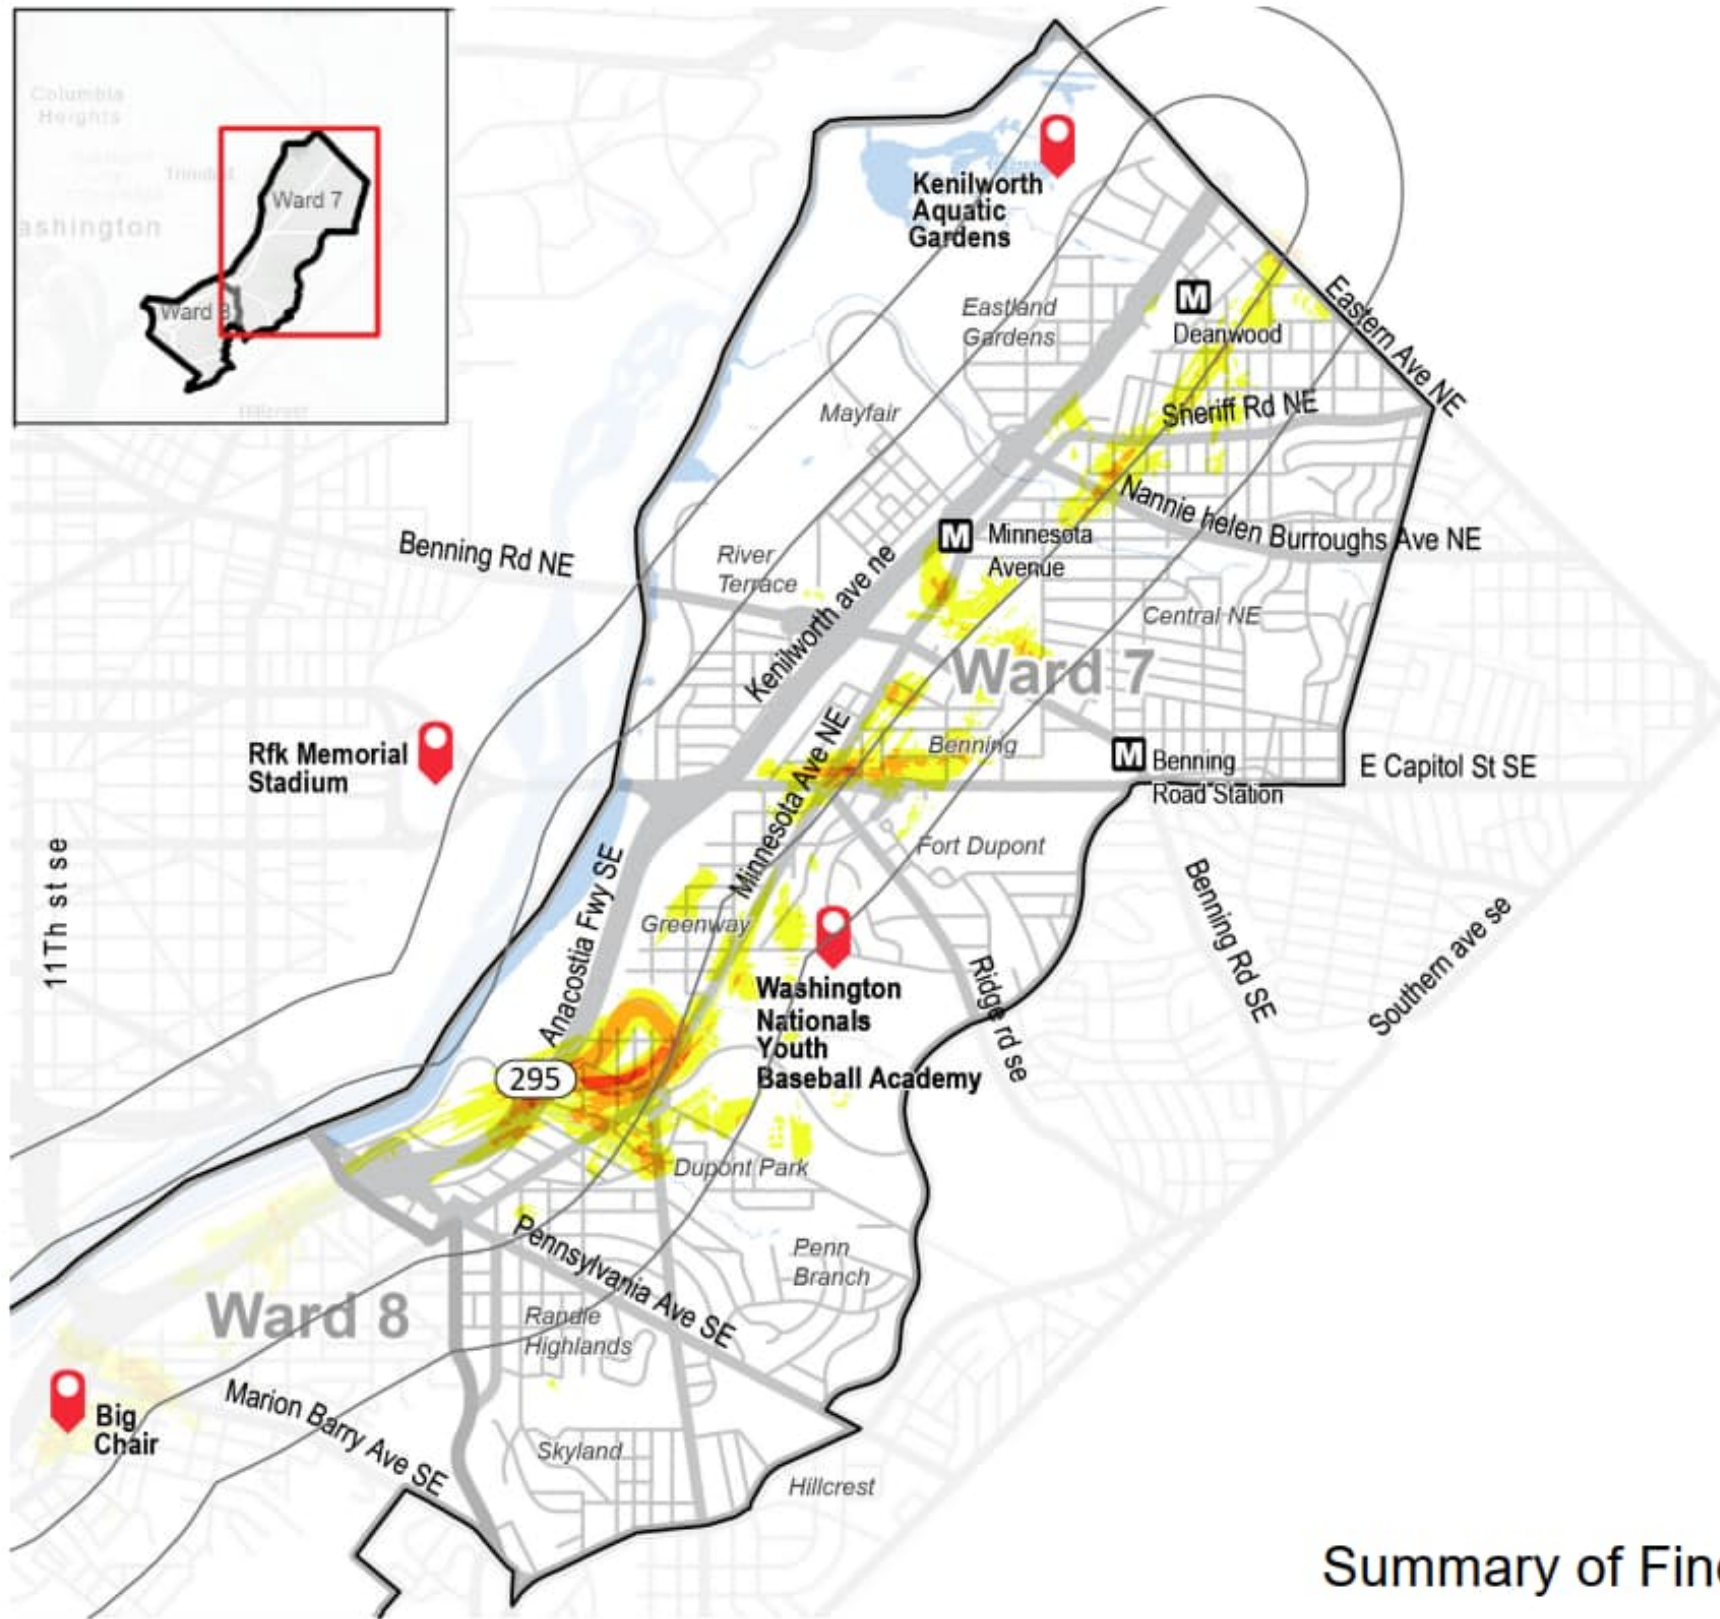 Columbia
Heights
Trinidad
ashington
Ward 7
Ward 8
Hillcrest
Kenilworth
Aquatic
Gardens
Eastland
Gardens
M
Deanwood
Eastern Ave NE
Mayfair
Sheriff Rd NE
Nannie helen Burroughs Ave NE
Benning Rd NE
River
Terrace
M
Minnesota
Avenue
Kenilworth ave ne
Central NE
Ward 7
Rfk Memorial
Stadium
Minnesota Ave NE
Benning
M
Benning
Road Station
E Capitol St SE
11Th st se
Fort Dupont
Anacostia Fwy SE
Greenway
Benning Rd SE
Southern ave se
Washington
Nationals
Youth
Baseball Academy
Ridge rd se
295
Dupont Park
Pennsylvania Ave SE
Penn
Branch
Ward 8
Randle
Highlands
Marion Barry Ave SE
Big
Chair
Skyland
Hillcrest
Summary of Find